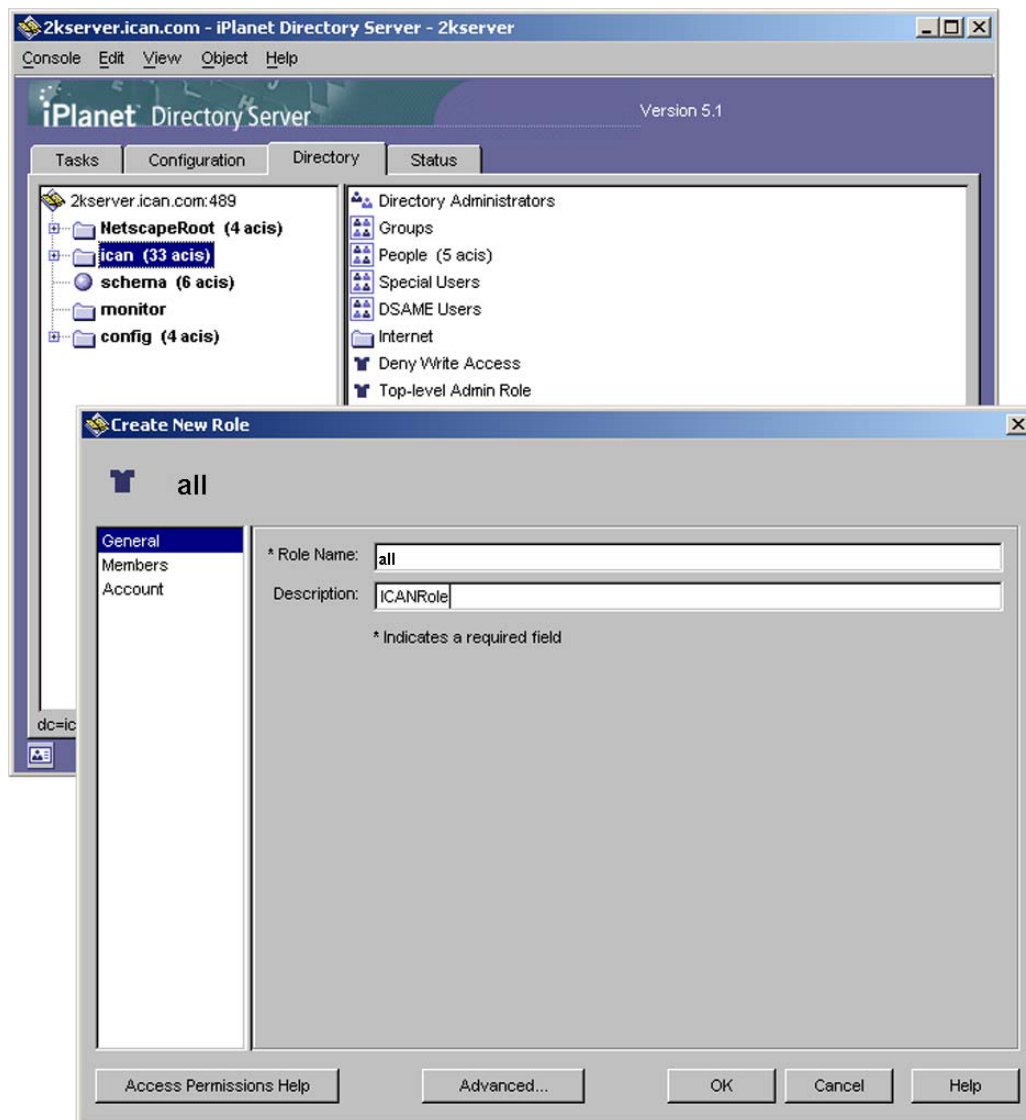 2kserver.ican.com - iPlanet Directory Server - 2kserver
Console Edit View Object Help
iPlanet Directory Server
Version 5.1
Tasks Configuration Directory Status
2kserver.ican.com:489
NetscapeRoot (4 acis)
ican (33 acis)
schema (6 acis)
monitor
config (4 acis)
Directory Administrators
Groups
People (5 acis)
Special Users
DSAME Users
Internet
Deny Write Access
Top-level Admin Role
dc=ic
Create New Role
all
General
Members
Account
* Role Name: all
Description: ICANRole
* Indicates a required field
Access Permissions Help Advanced... OK Cancel Help